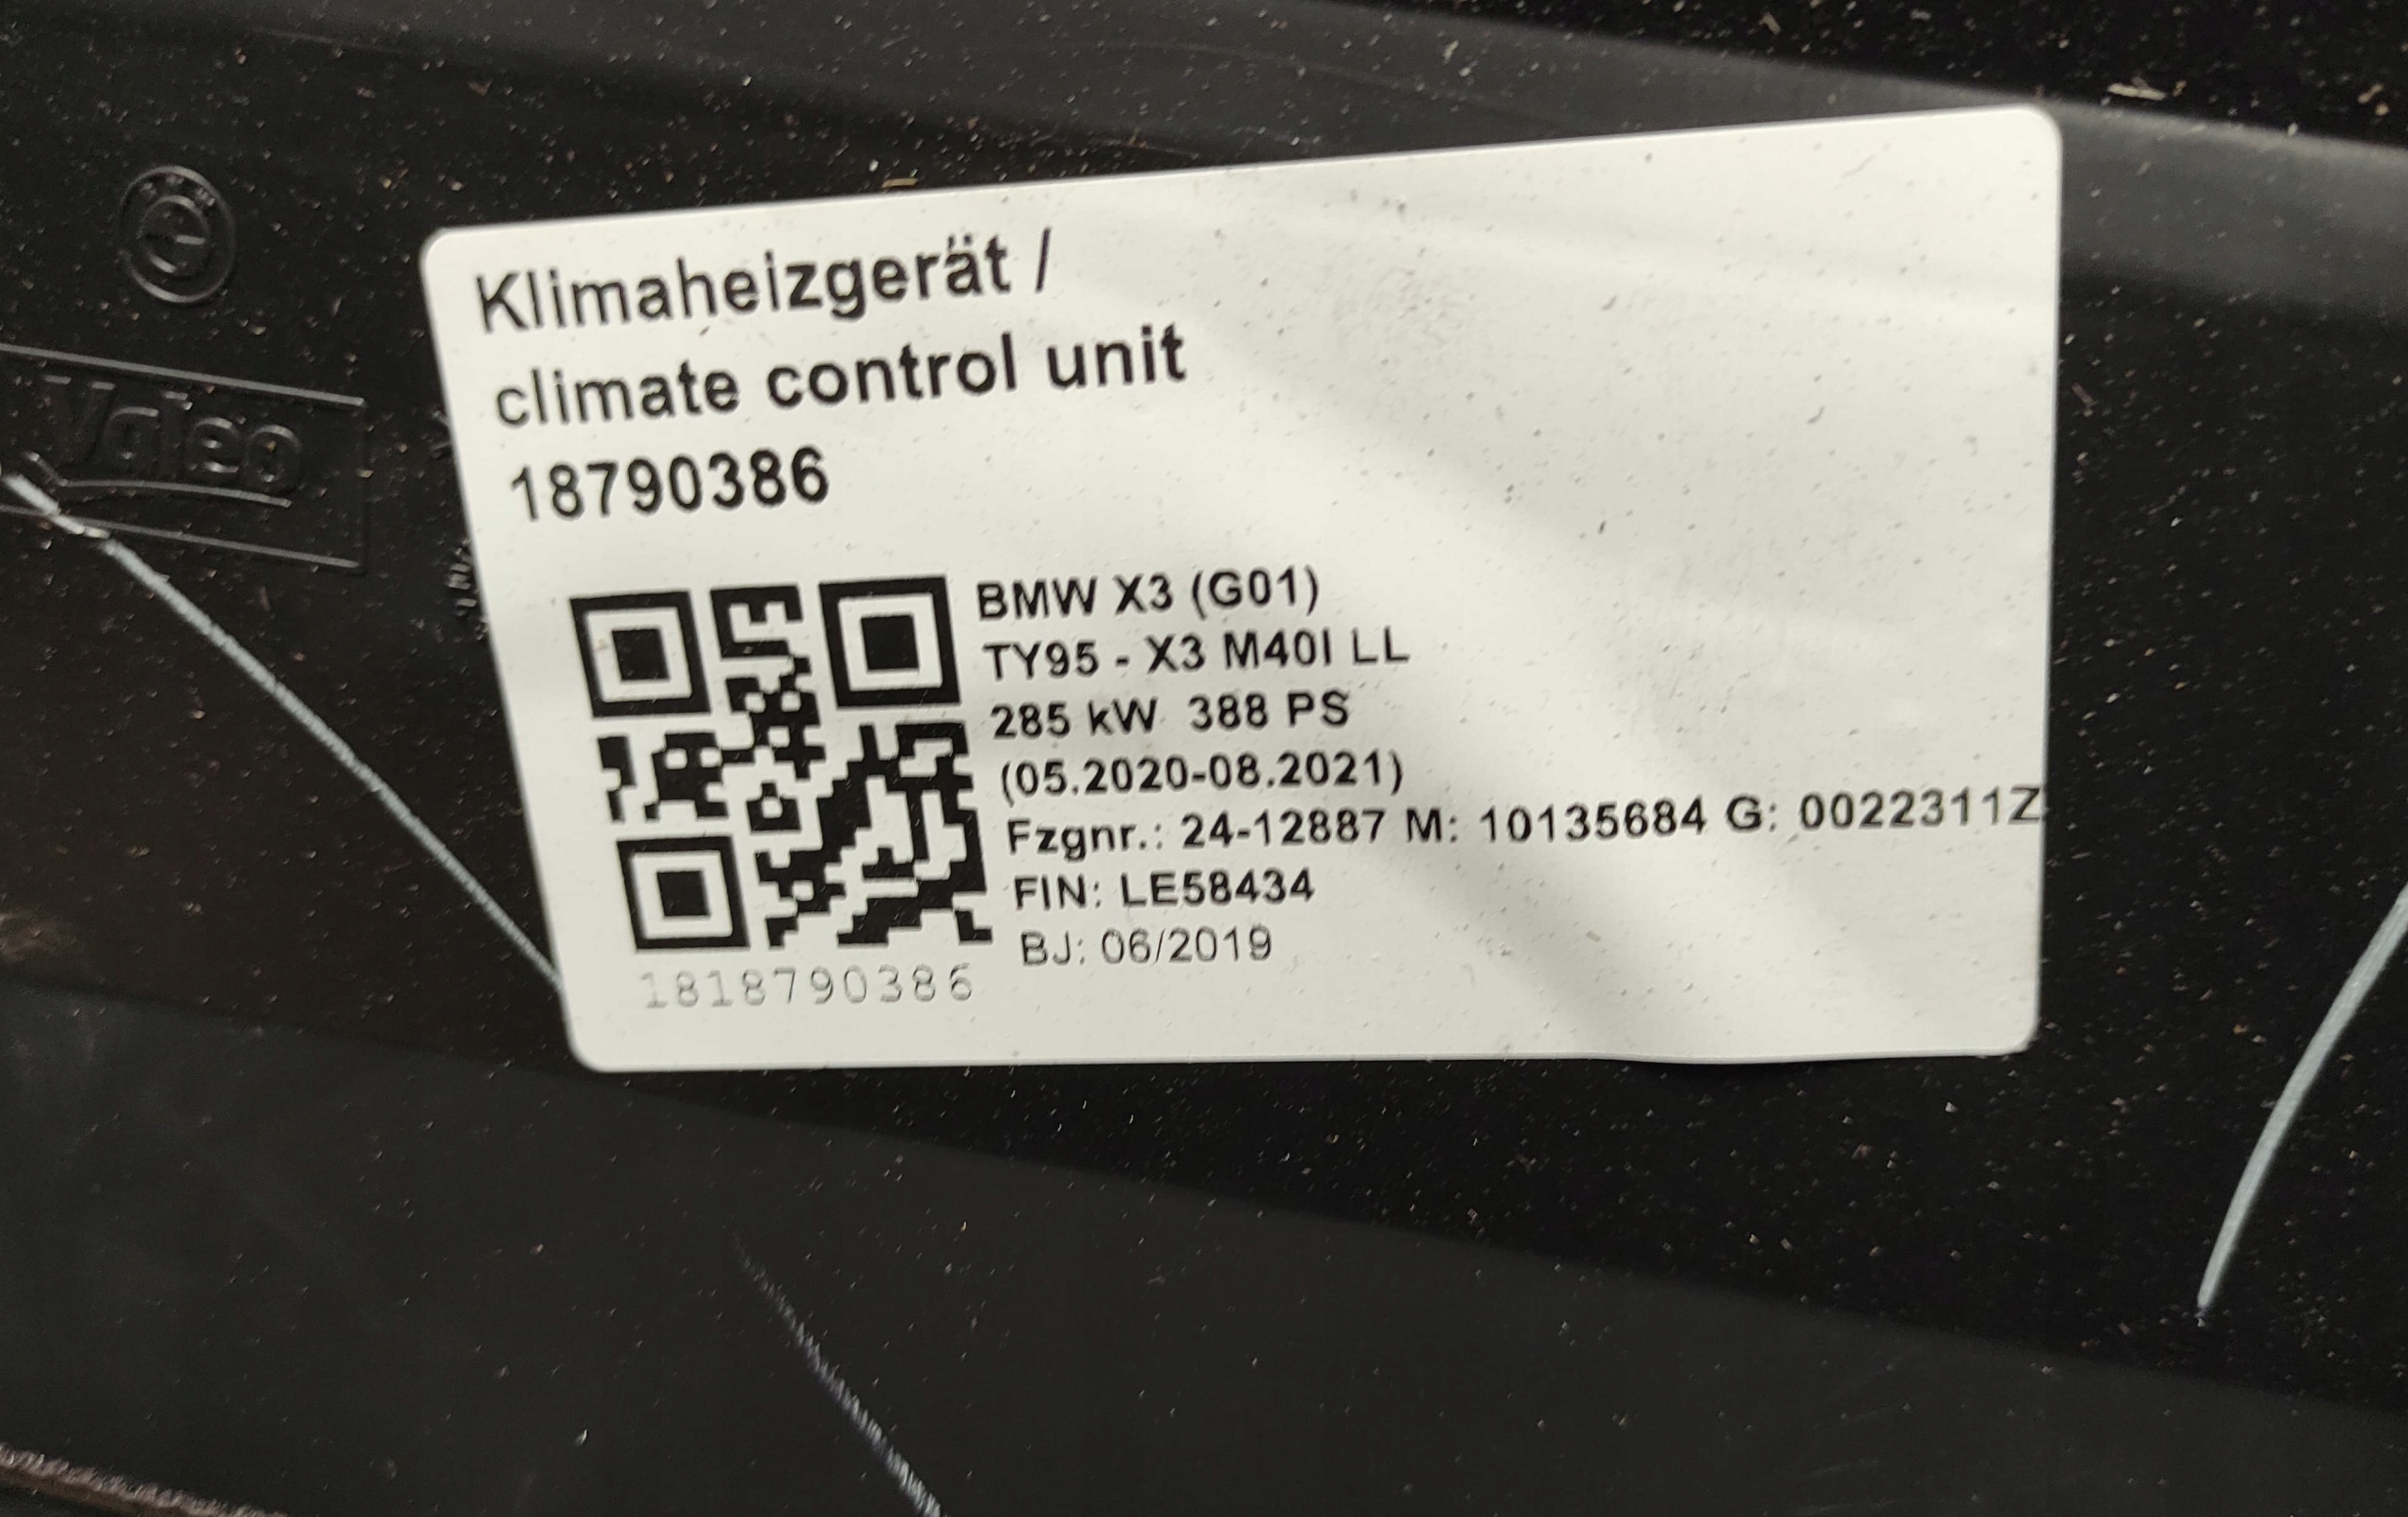 Valeo
Klimaheizgerät /
climate control unit
18790386
BMW X3 (G01)
TY95 - X3 M40I LL
285 kW 388 PS
(05.2020-08.2021)
Fzgnr.: 24-12887 M: 10135684 G: 0022311Z
FIN: LE58434
BJ: 06/2019
1818790386